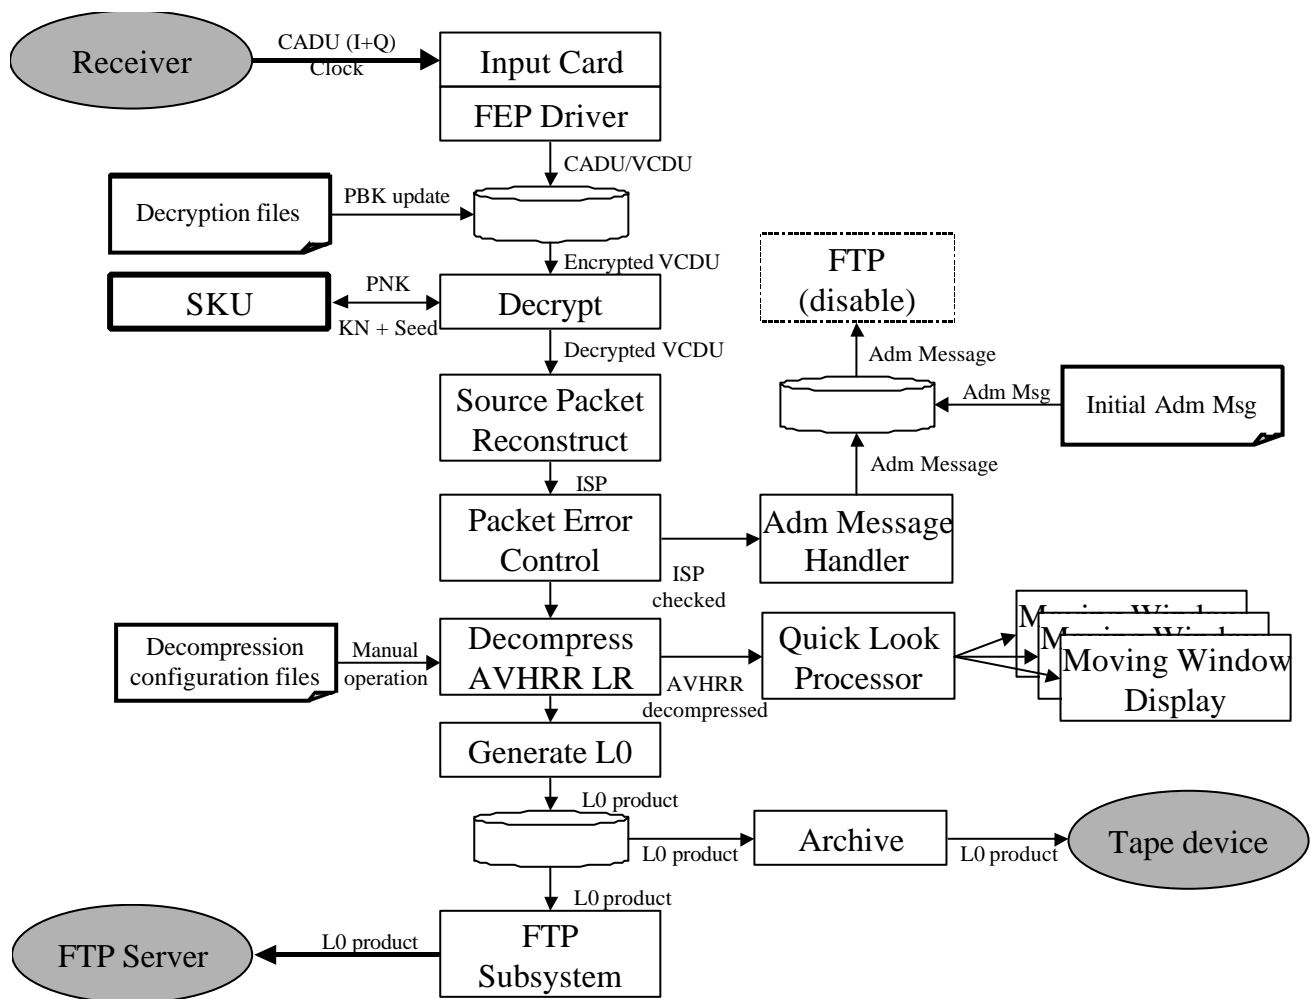 Receiver
CADU (I+Q)
Clock
Input Card
FEP Driver
CADU/VCDU
Decryption files
PBK update
Encrypted VCDU
FTP
(disable)
SKU
PNK
KN + Seed
Decrypt
Decrypted VCDU
Adm Message
Source Packet
Reconstruct
Adm Msg
Initial Adm Msg
Adm Message
ISP
Packet Error
Control
ISP
checked
Adm Message
Handler
Decompression
configuration files
Manual
operation
Decompress
AVHRR LR
AVHRR
decompressed
Quick Look
Processor
Moving Window
Moving Window
Moving Window
Display
Generate L0
L0 product
L0 product
Archive
L0 product
Tape device
L0 product
FTP Server
L0 product
FTP
Subsystem